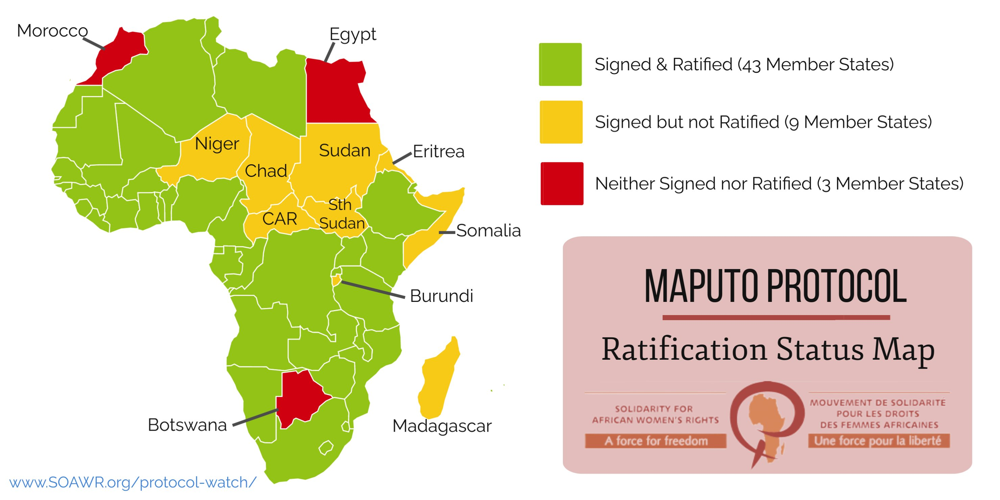 Morocco
Egypt
Niger
Chad
Sudan
Eritrea
CAR
Sth
Sudan
Somalia
Burundi
Botswana
Madagascar
www.SOAWR.org/protocol-watch/
Signed & Ratified (43 Member States)
Signed but not Ratified (9 Member States)
Neither Signed nor Ratified (3 Member States)
MAPUTO PROTOCOL
Ratification Status Map
SOLIDARITY FOR
AFRICAN WOMEN'S RIGHTS
A force for freedom
MOUVEMENT DE SOLIDARITÉ
POUR LES DROITS
DES FEMMES AFRICAINES
Une force pour la liberté